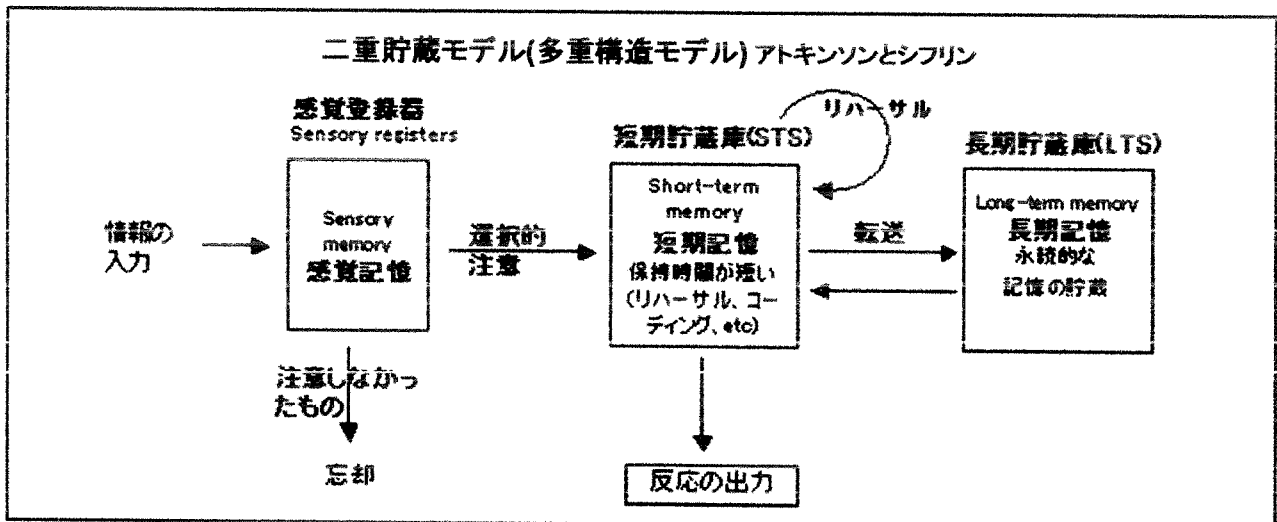 二重貯蔵モデル(多重構造モデル) アトキンソンとシフリン
感覚登録器
Sensory registers
リハーサル
短期貯蔵庫(STS)
長期貯蔵庫(LTS)
情報の
入力
Sensory
memory
感覚記憶
選択的
注意
Short-term
memory
短期記憶
保持時間が短い
(リハーサル、コー
ディング、etc)
転送
Long-term memory
長期記憶
永続的な
記憶の貯蔵
注意しなかっ
たもの
忘却
反応の出力